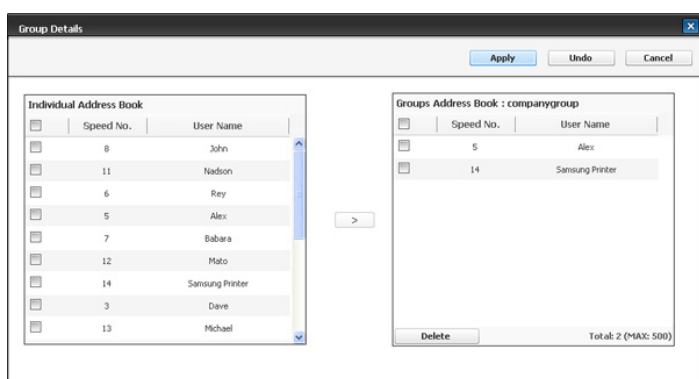 Group Details
Apply Undo Cancel
Individual Address Book
Speed No. User Name
8 John
11 Nadson
6 Rey
5 Alex
7 Babara
12 Mato
14 Samsung Printer
3 Dave
13 Michael
>
Groups Address Book : companygroup
Speed No. User Name
5 Alex
14 Samsung Printer
Delete Total: 2 (MAX: 500)